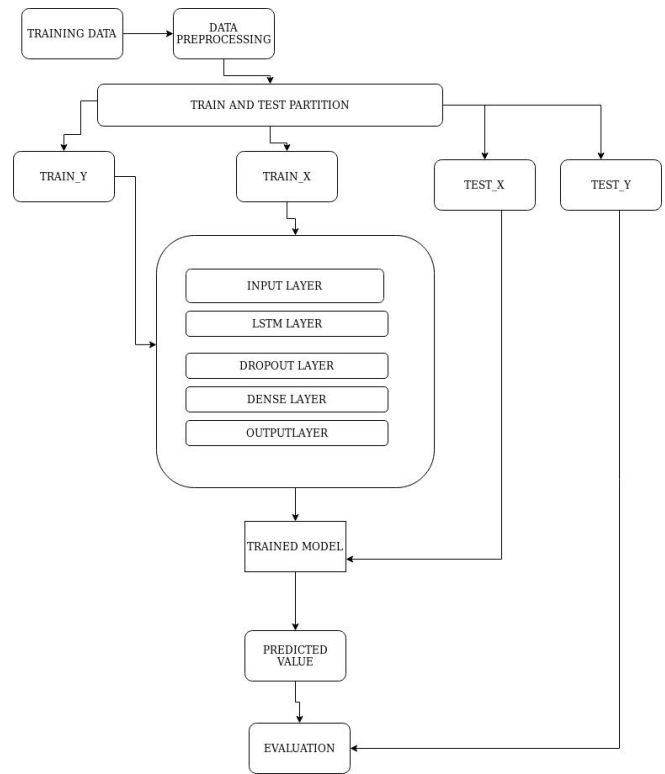 TRAINING DATA
DATA
PREPROCESSING
TRAIN AND TEST PARTITION
TRAIN_Y
TRAIN_X
TEST_X
TEST_Y
INPUT LAYER
LSTM LAYER
DROPOUT LAYER
DENSE LAYER
OUTPUTLAYER
TRAINED MODEL
PREDICTED
VALUE
EVALUATION